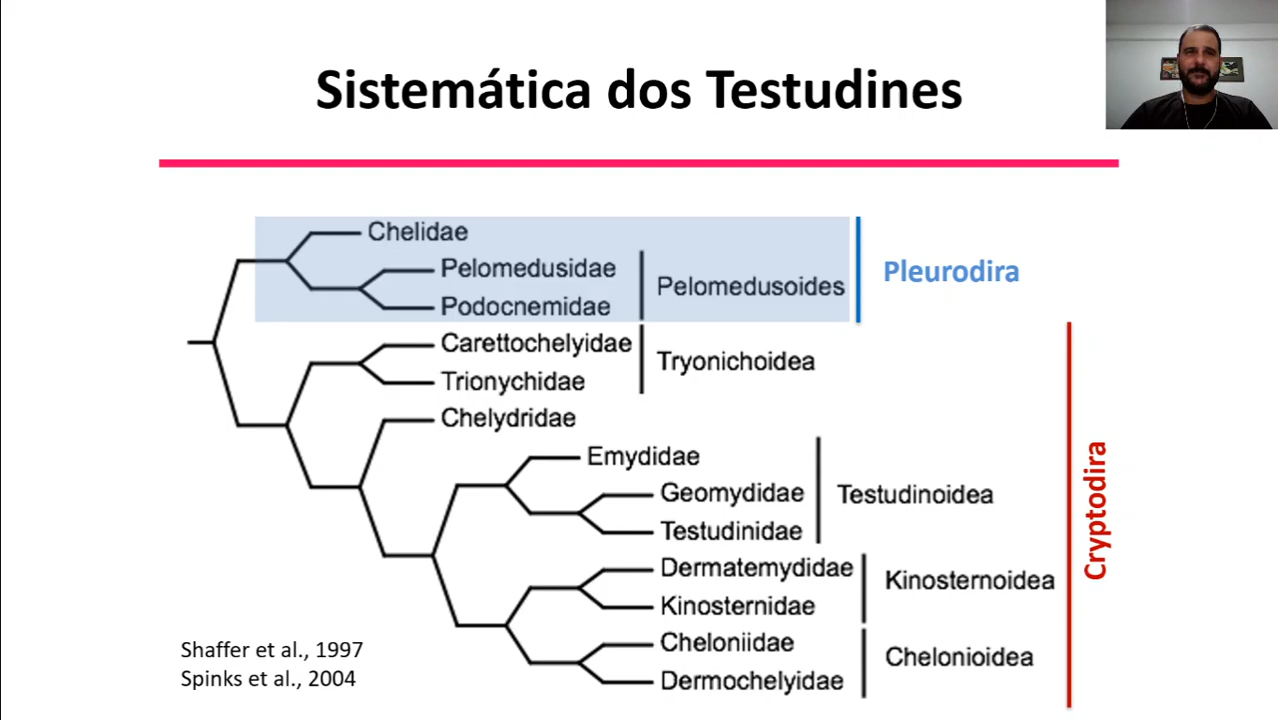 Sistemática dos Testudines
Chelidae
Pelomedusidae
Podocnemidae
Pelomedusoides
Pleurodira
Carettochelyidae
Trionychidae
Tryonichoidea
Chelydridae
Emydidae
Geomydidae
Testudinidae
Testudinoidea
Dermatemydidae
Kinosternidae
Kinosternoidea
Cheloniidae
Dermochelyidae
Chelonioidea
Cryptodira
Shaffer et al., 1997
Spinks et al., 2004